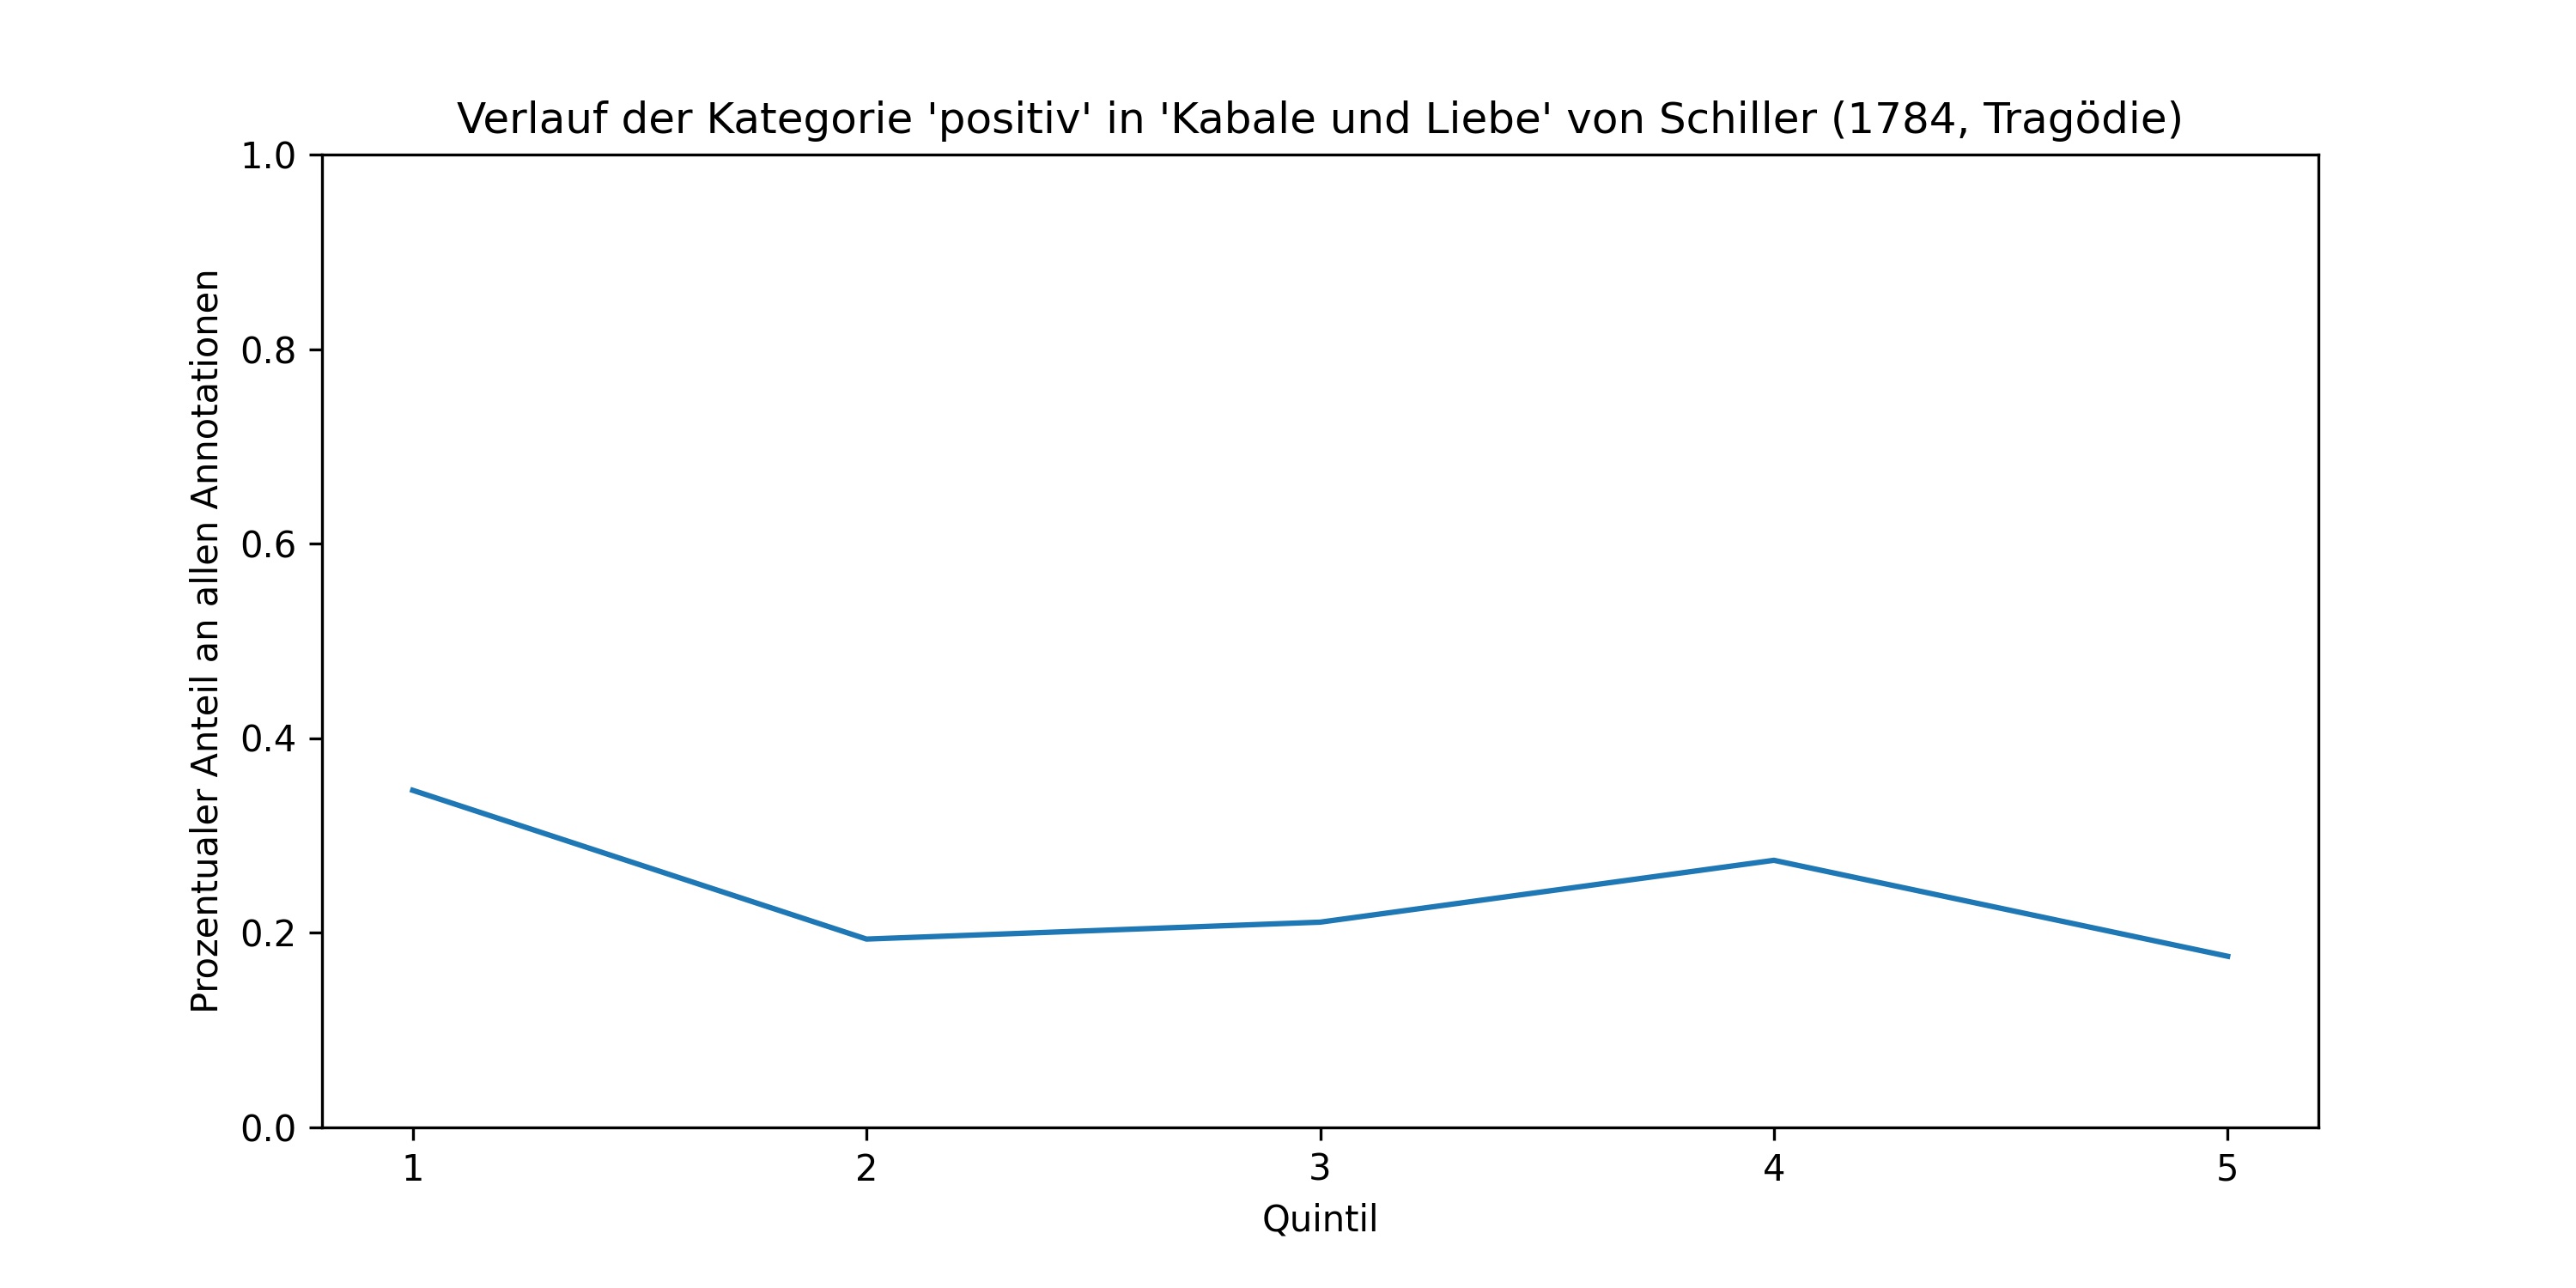 Verlauf der Kategorie 'positiv' in 'Kabale und Liebe' von Schiller (1784, Tragödie)
Prozentualer Anteil an allen Annotationen
1.0
0.8
0.6
0.4
0.2
0.0
1 2 3 4 5
Quintil